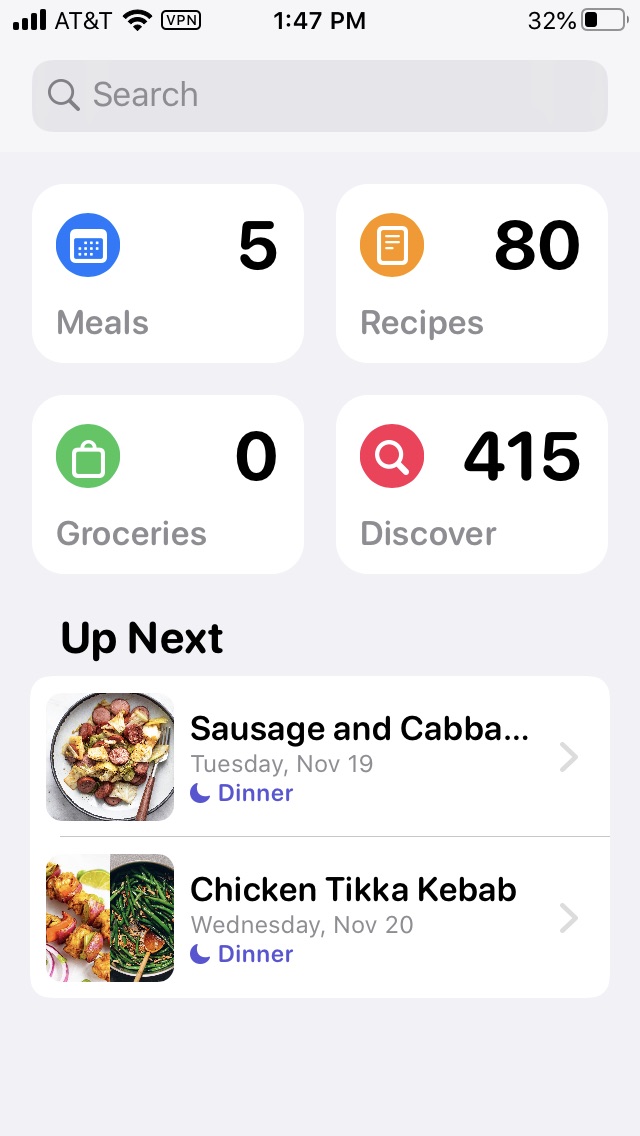 AT&T VPN 1:47 PM 32%
Search
5
Meals
80
Recipes
0
Groceries
415
Discover
Up Next
Sausage and Cabba...
Tuesday, Nov 19
Dinner
Chicken Tikka Kebab
Wednesday, Nov 20
Dinner